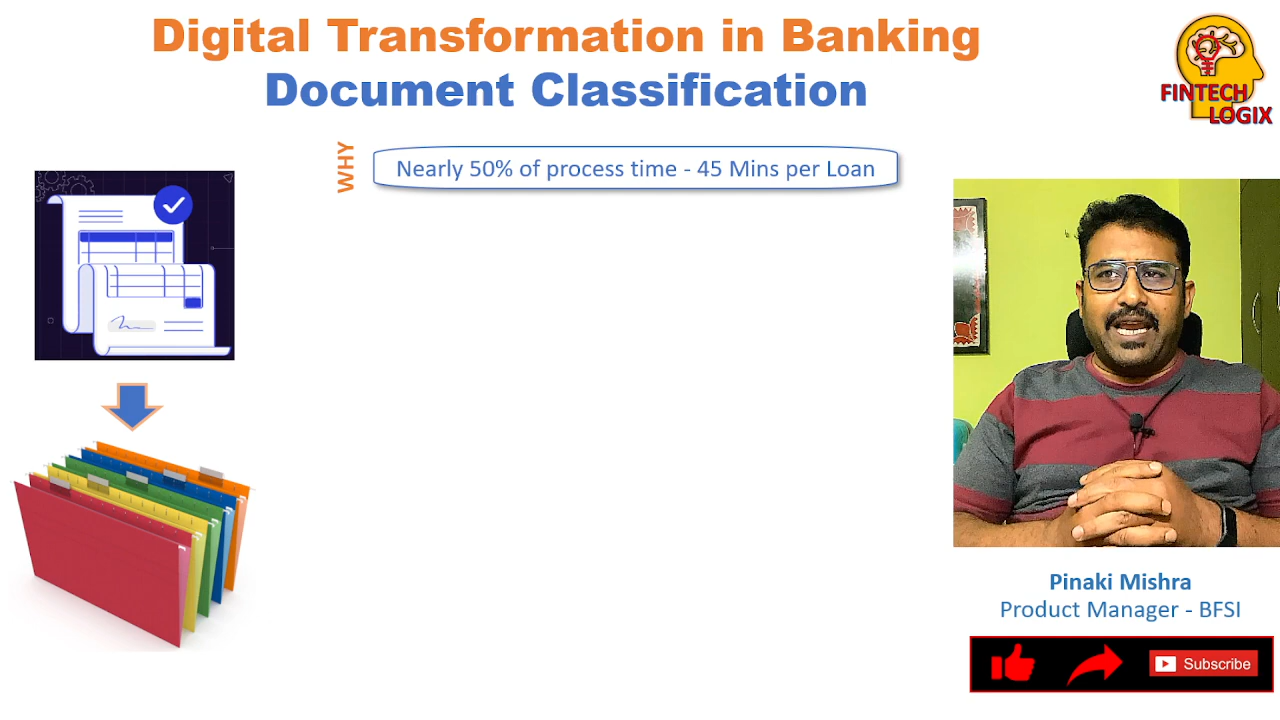 Digital Transformation in Banking
Document Classification
FINTECH
LOGIX
WHY
Nearly 50% of process time - 45 Mins per Loan
Pinaki Mishra
Product Manager - BFSI
Subscribe